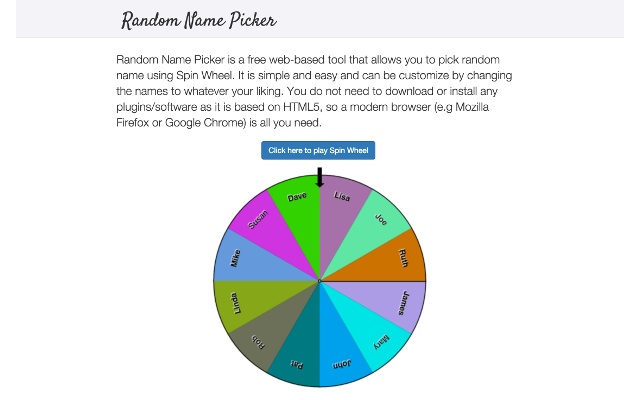 Random Name Picker
Random Name Picker is a free web-based tool that allows you to pick random
name using Spin Wheel. It is simple and easy and can be customize by changing
the names to whatever your liking. You do not need to download or install any
plugins/software as it is based on HTML5, so a modern browser (e.g Mozilla
Firefox or Google Chrome) is all you need.
Click here to play Spin Wheel
Lisa
Joe
Ruth
James
Mary
John
Pat
Rob
Linda
Mike
Susan
Dave